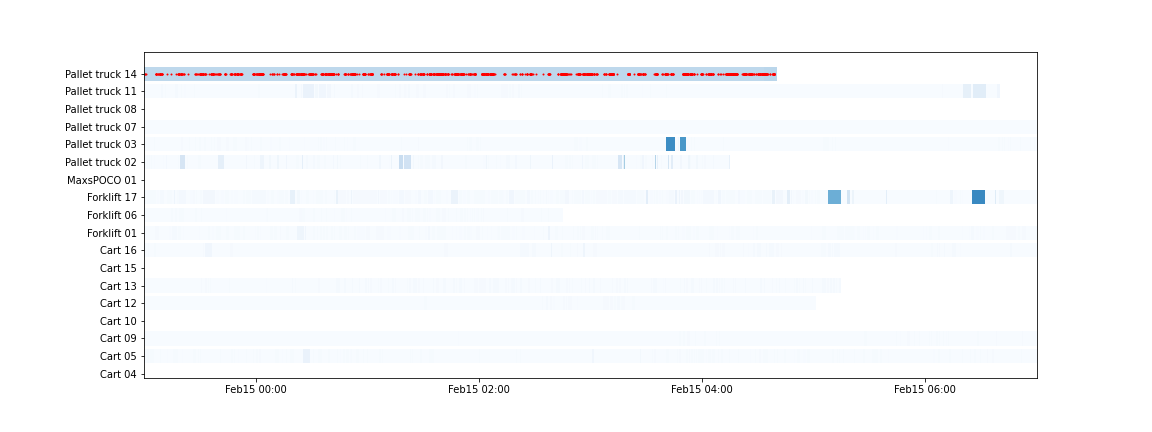 Pallet truck 14
Pallet truck 11
Pallet truck 08
Pallet truck 07
Pallet truck 03
Pallet truck 02
MaxsPOCO 01
Forklift 17
Forklift 06
Forklift 01
Cart 16
Cart 15
Cart 13
Cart 12
Cart 10
Cart 09
Cart 05
Cart 04
Feb15 00:00 Feb15 02:00 Feb15 04:00 Feb15 06:00